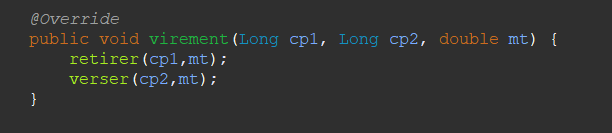 @Override
public void virement(Long cp1, Long cp2, double mt) {
    retirer(cp1,mt);
    verser(cp2,mt);
}